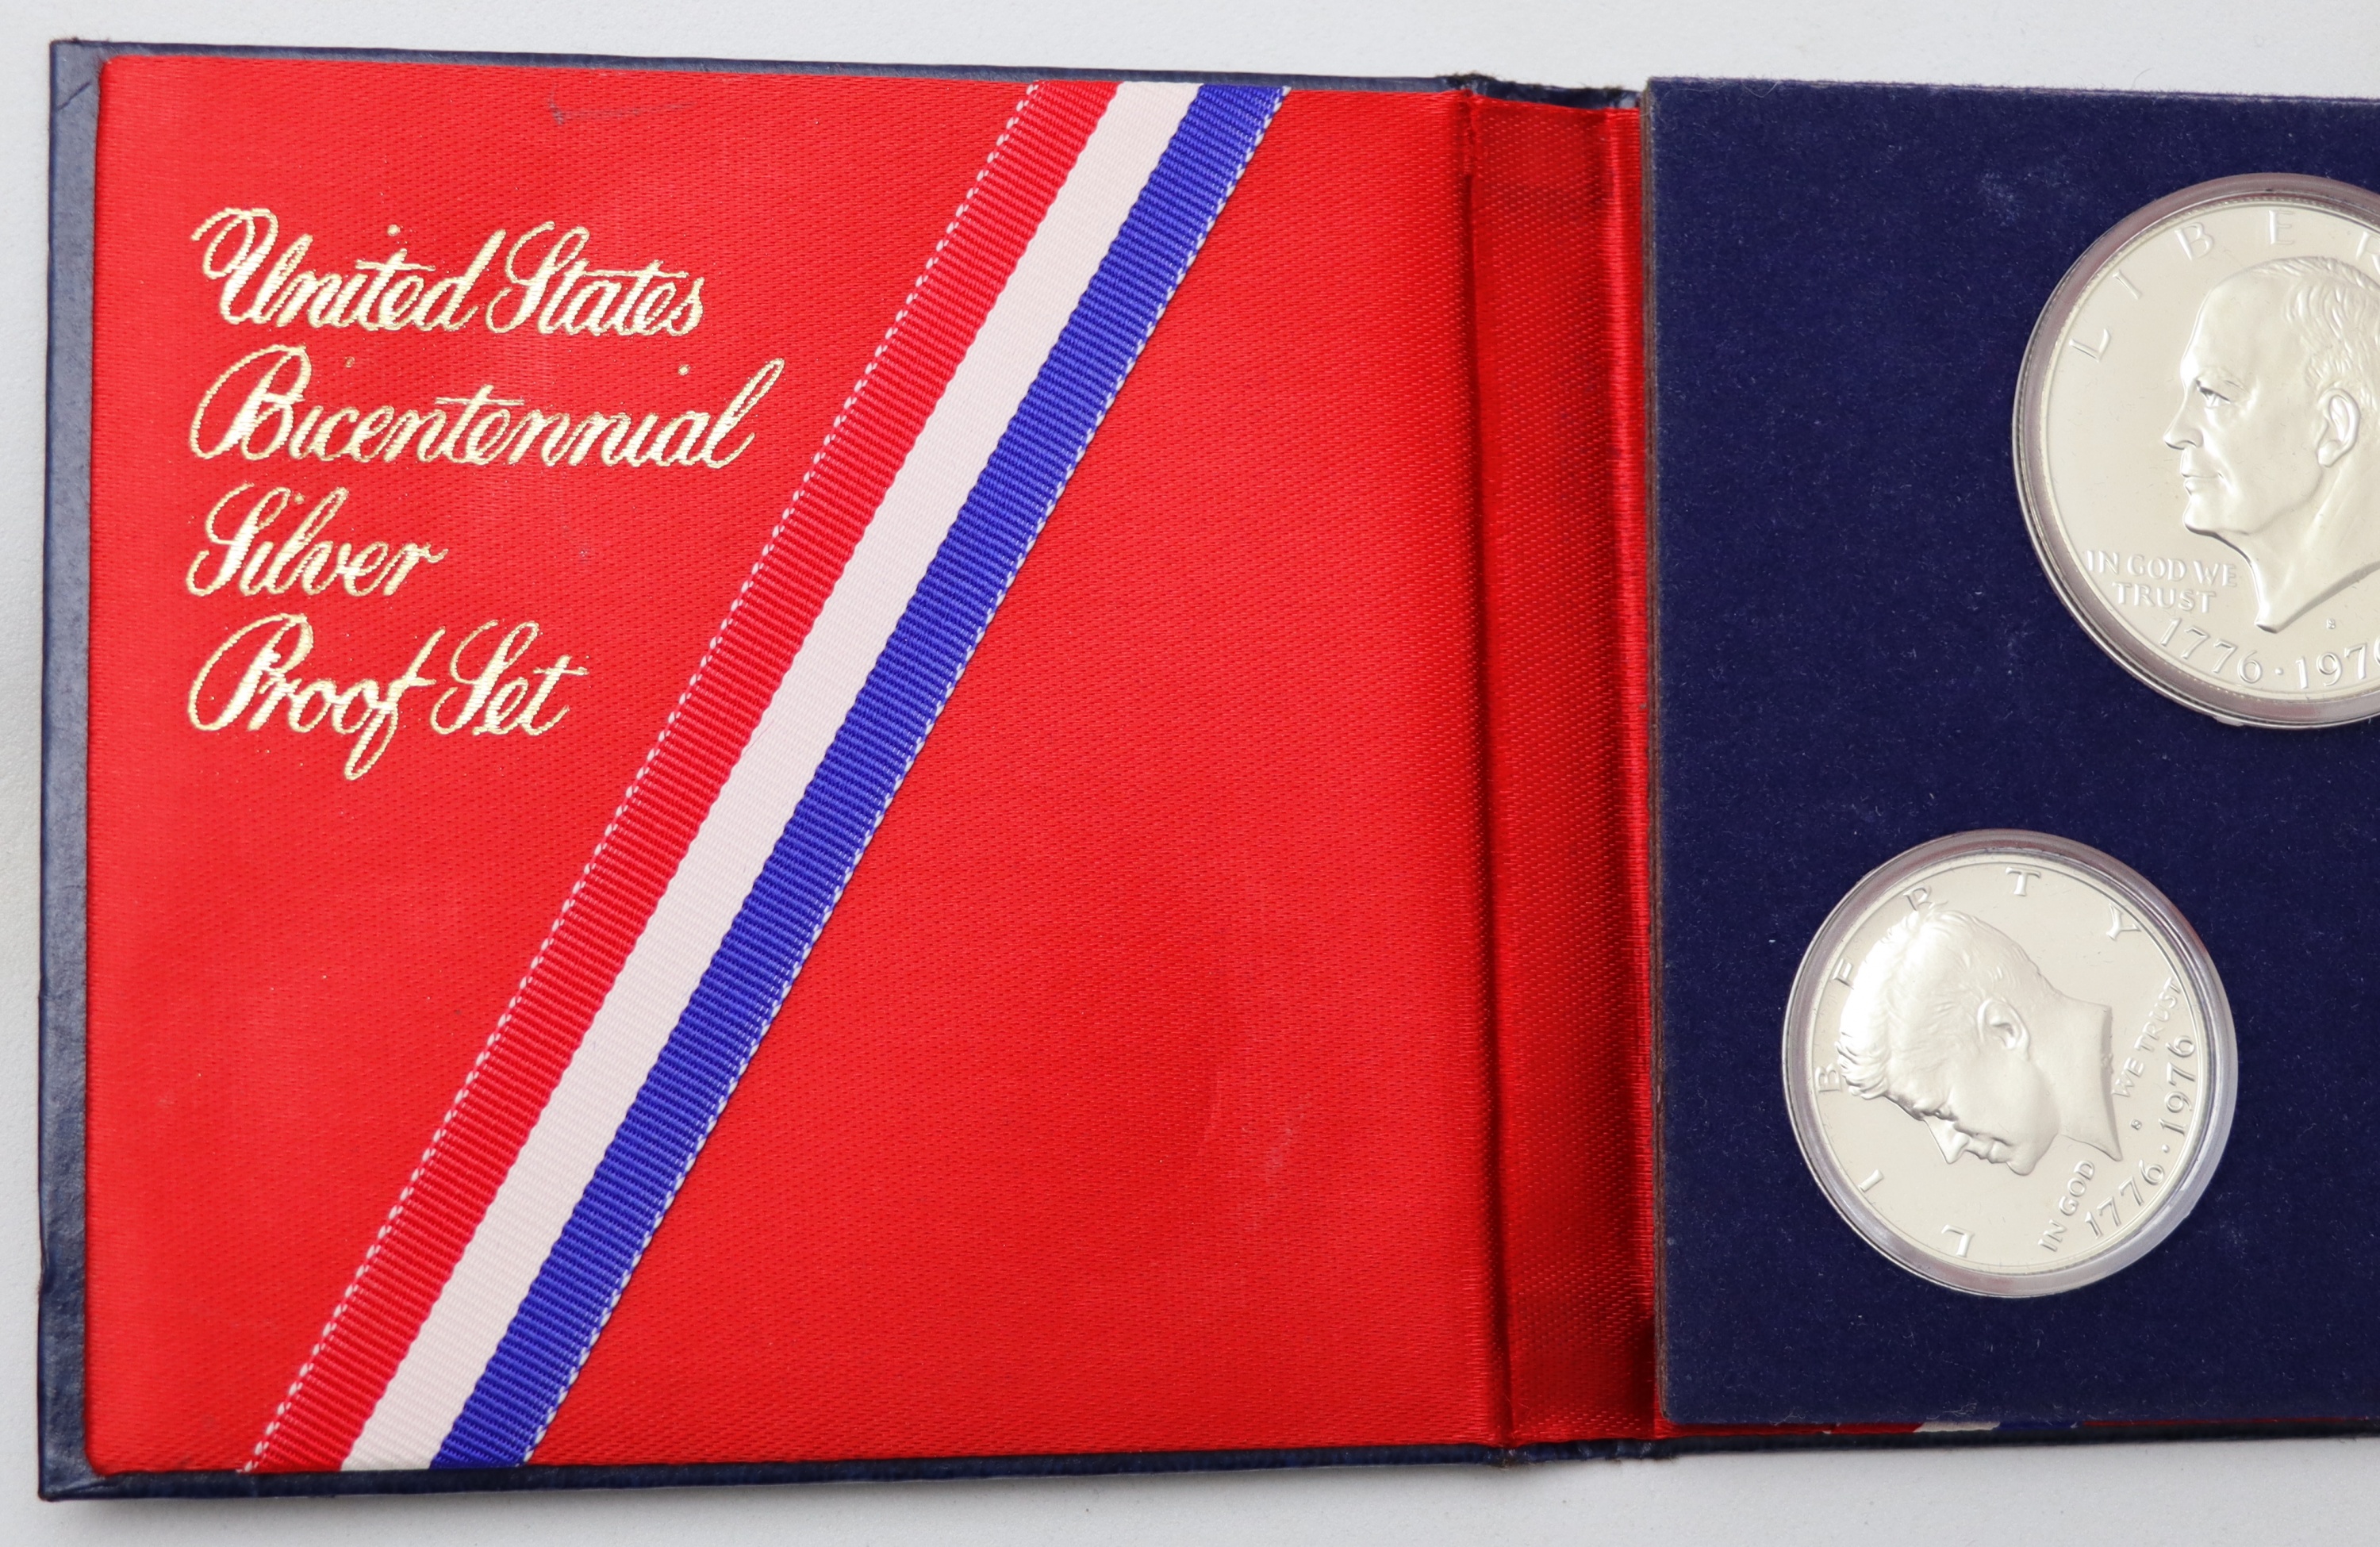 United States
Bicentennial
Silver
Proof Set
LIBER
IN GOD WE
TRUST
S
1776·197
LIBERTY
IN GOD WE TRUST
S
1776·1976